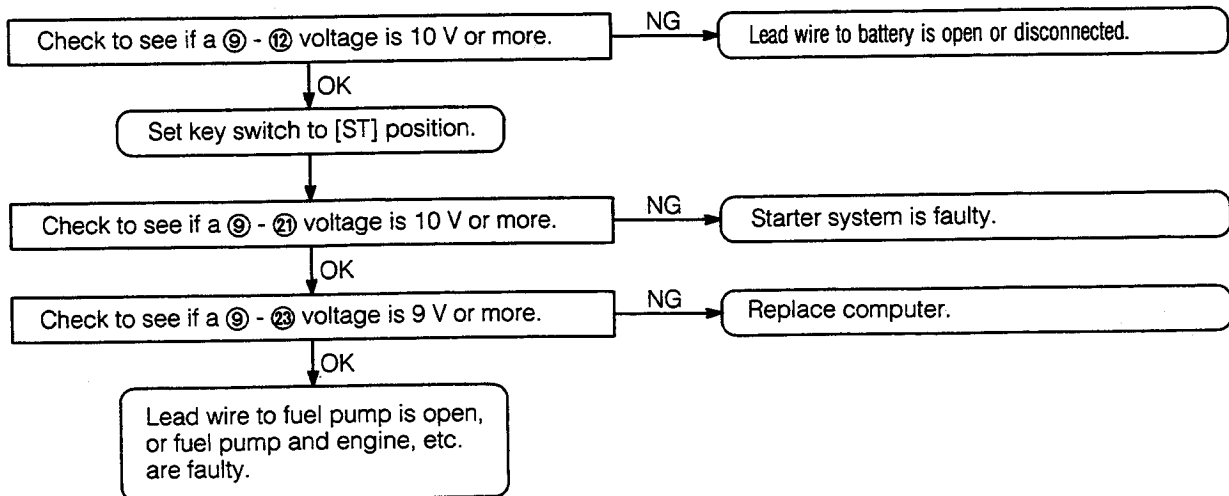 Check to see if a ⑨ - ⑫ voltage is 10 V or more.
NG
Lead wire to battery is open or disconnected.
OK
Set key switch to [ST] position.
Check to see if a ⑨ - ㉑ voltage is 10 V or more.
NG
Starter system is faulty.
OK
Check to see if a ⑨ - ㉓ voltage is 9 V or more.
NG
Replace computer.
OK
Lead wire to fuel pump is open,
or fuel pump and engine, etc.
are faulty.